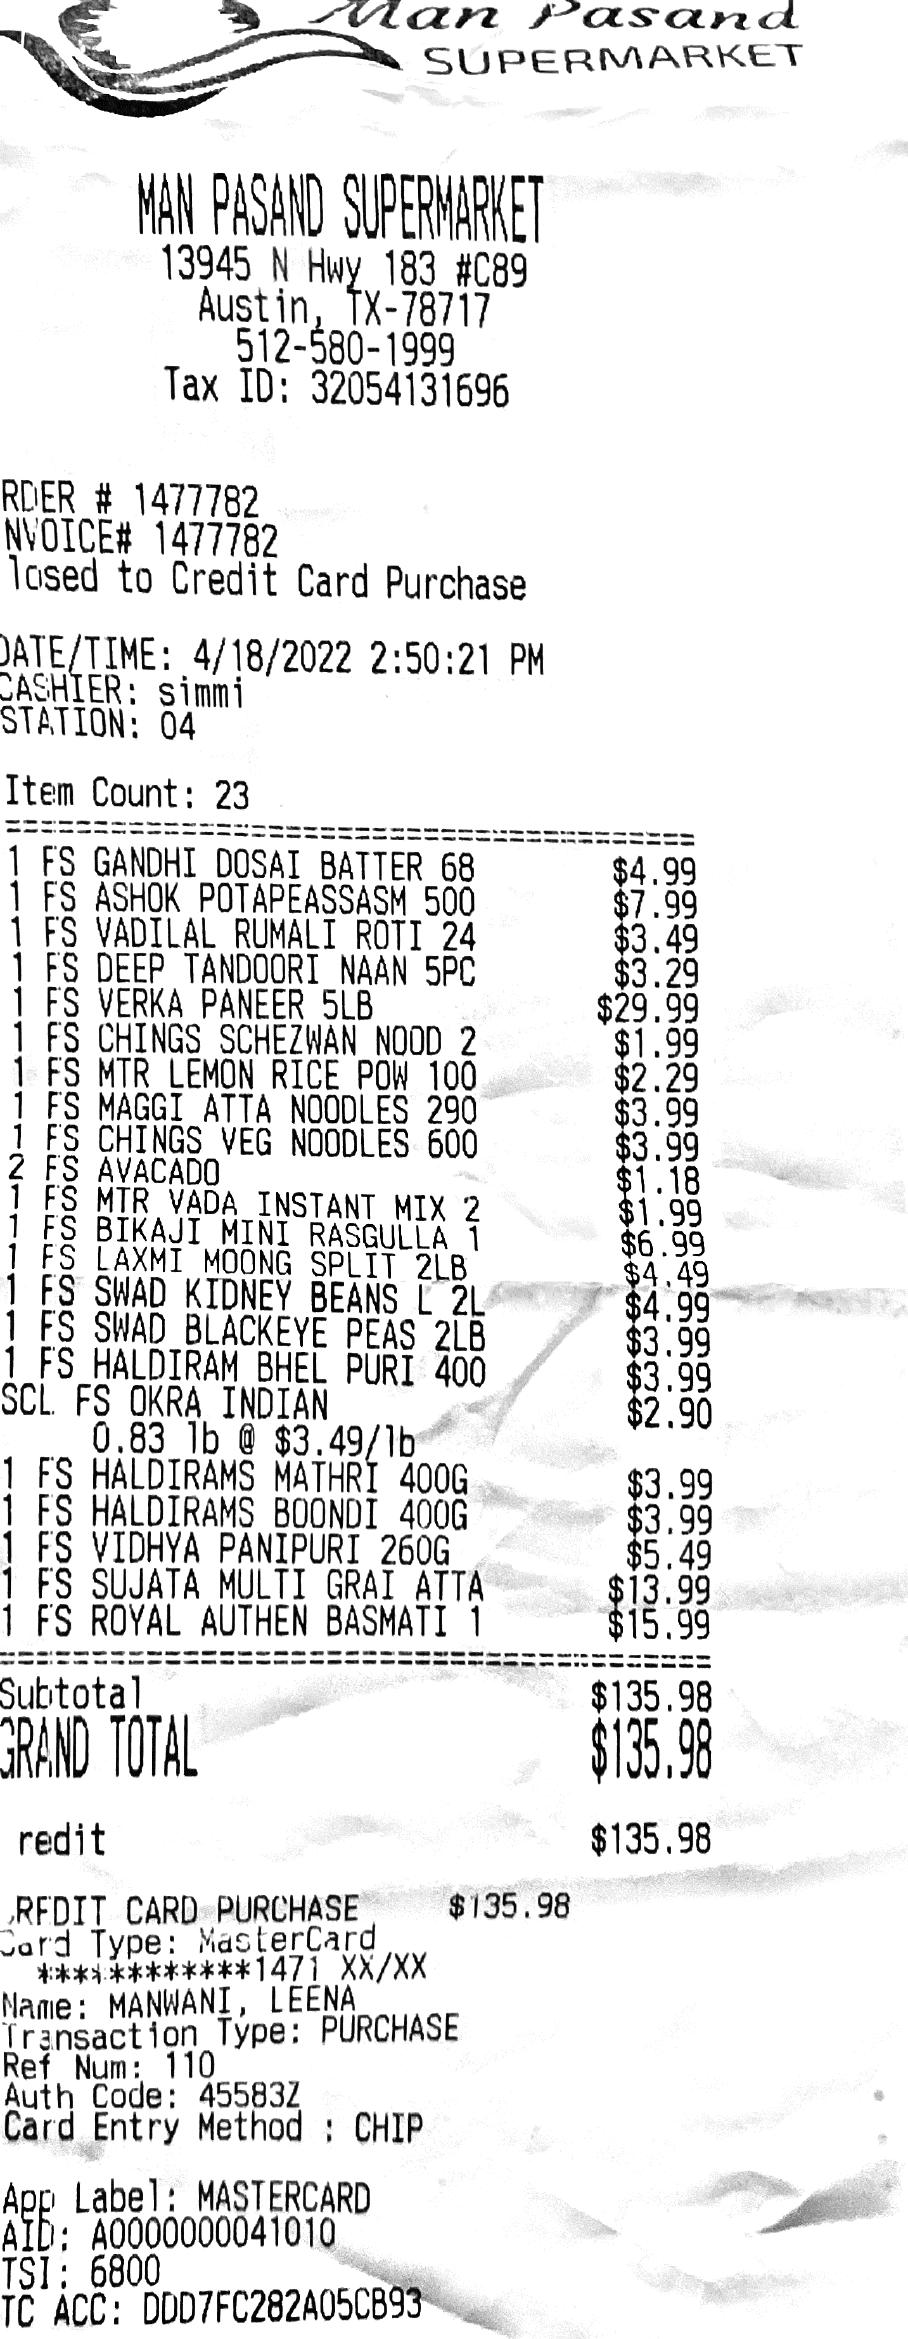 Man Pasand
SUPERMARKET
MAN PASAND SUPERMARKET
13945 N Hwy 183 #C89
Austin, TX-78717
512-580-1999
Tax ID: 32054131696
RDER # 1477782
NVOICE# 1477782
losed to Credit Card Purchase
DATE/TIME: 4/18/2022 2:50:21 PM
CASHIER: simmi
STATION: 04
Item Count: 23
===================================
1 FS GANDHI DOSAI BATTER 68 $4.99
1 FS ASHOK POTAPEASSASM 500 $7.99
1 FS VADILAL RUMALI ROTI 24 $3.49
1 FS DEEP TANDOORI NAAN 5PC $3.29
1 FS VERKA PANEER 5LB $29.99
1 FS CHINGS SCHEZWAN NOOD 2 $1.99
1 FS MTR LEMON RICE POW 100 $2.29
1 FS MAGGI ATTA NOODLES 290 $3.99
1 FS CHINGS VEG NOODLES 600 $3.99
2 FS AVACADO $1.18
1 FS MTR VADA INSTANT MIX 2 $1.99
1 FS BIKAJI MINI RASGULLA 1 $6.99
1 FS LAXMI MOONG SPLIT 2LB $4.49
1 FS SWAD KIDNEY BEANS L 2L $4.99
1 FS SWAD BLACKEYE PEAS 2LB $3.99
1 FS HALDIRAM BHEL PURI 400 $3.99
SCL FS OKRA INDIAN $2.90
0.83 lb @ $3.49/lb
1 FS HALDIRAMS MATHRI 400G $3.99
1 FS HALDIRAMS BOONDI 400G $3.99
1 FS VIDHYA PANIPURI 260G $5.49
1 FS SUJATA MULTI GRAI ATTA $13.99
1 FS ROYAL AUTHEN BASMATI 1 $15.99
===================================
Subtotal $135.98
GRAND TOTAL $135.98
redit $135.98
REDIT CARD PURCHASE $135.98
Card Type: MasterCard
************1471 XX/XX
Name: MANWANI, LEENA
Transaction Type: PURCHASE
Ref Num: 110
Auth Code: 45583Z
Card Entry Method : CHIP
App Label: MASTERCARD
AID: A0000000041010
TSI: 6800
TC ACC: DDD7FC282A05CB93